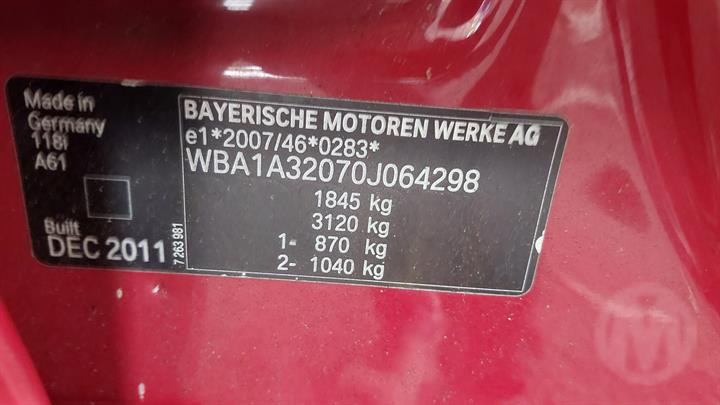 Made in
Germany
118i
A61
Built
DEC 2011
7 263 981
BAYERISCHE MOTOREN WERKE AG
e1*2007/46*0283*
WBA1A32070J064298
1845 kg
3120 kg
1- 870 kg
2- 1040 kg
M